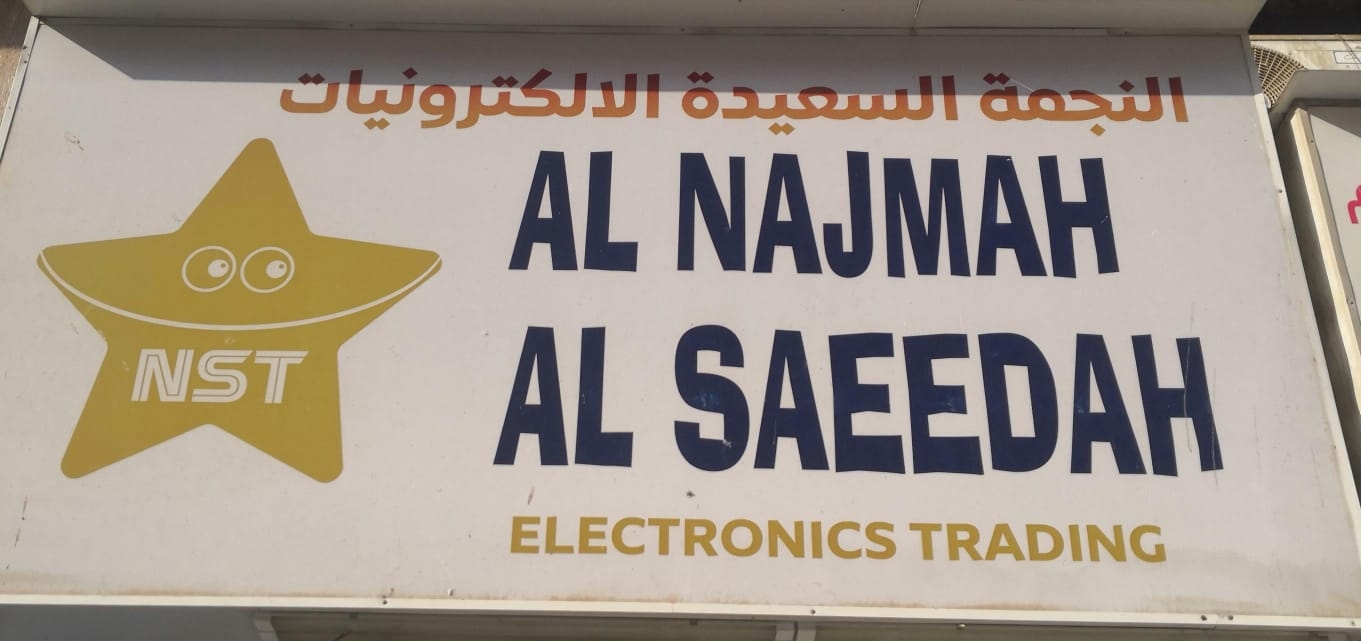 النجمة السعيدة الالكترونيات
AL NAJMAH
AL SAEEDAH
NST
ELECTRONICS TRADING